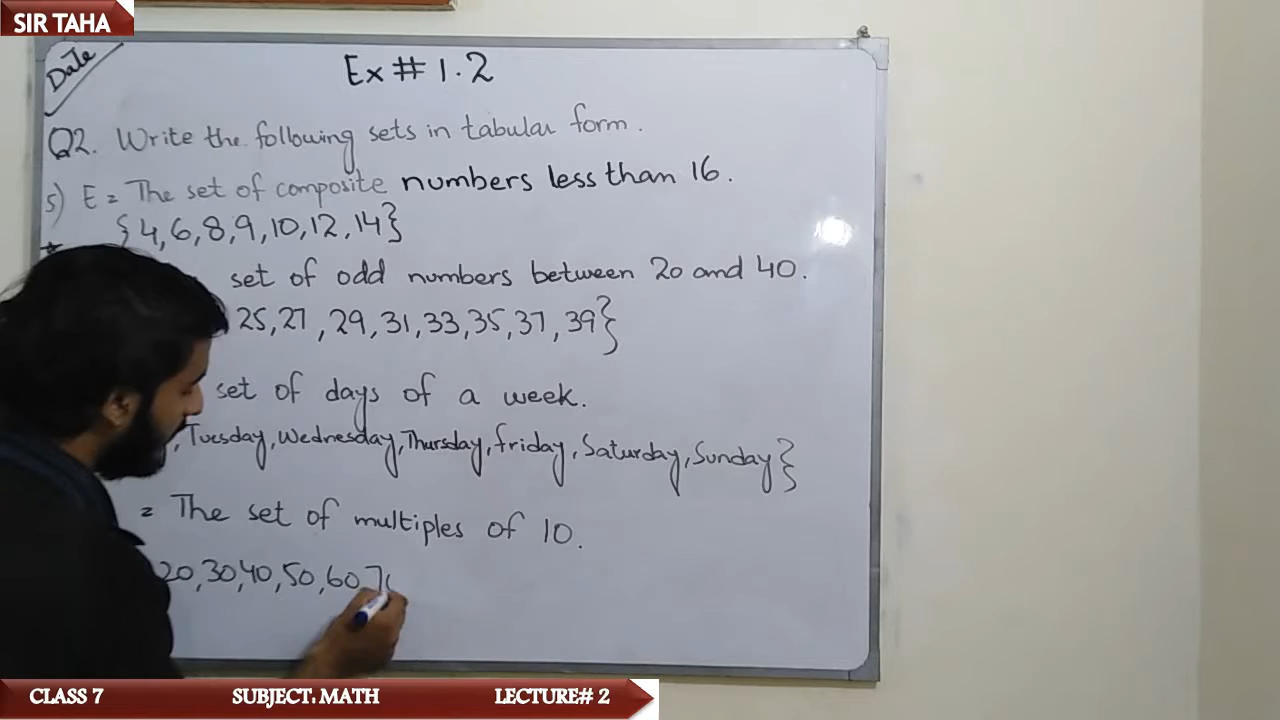 SIR TAHA
Date
Ex # 1.2
Q2. Write the following sets in tabular form.
5) E = The set of composite numbers less than 16.
{4,6,8,9,10,12,14}
set of odd numbers between 20 and 40.
25,27,29,31,33,35,37,39}
set of days of a week.
, Tuesday, Wednesday, Thursday, friday, Saturday, Sunday}
= The set of multiples of 10.
20,30,40,50,60,70
CLASS 7 SUBJECT: MATH LECTURE# 2